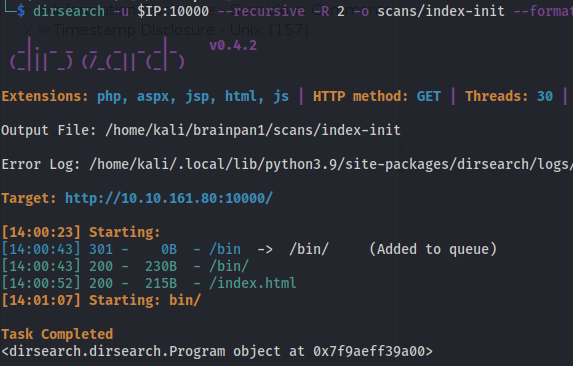 $ dirsearch -u $IP:10000 --recursive -R 2 -o scans/index-init --format
Timestamp Disclosure - Unix (157)
v0.4.2
Extensions: php, aspx, jsp, html, js | HTTP method: GET | Threads: 30 |
Output File: /home/kali/brainpan1/scans/index-init
Error Log: /home/kali/.local/lib/python3.9/site-packages/dirsearch/logs/
Target: http://10.10.161.80:10000/
[14:00:23] Starting:
[14:00:43] 301 - 0B - /bin -> /bin/ (Added to queue)
[14:00:43] 200 - 230B - /bin/
[14:00:52] 200 - 215B - /index.html
[14:01:07] Starting: bin/
Task Completed
<dirsearch.dirsearch.Program object at 0x7f9aeff39a00>